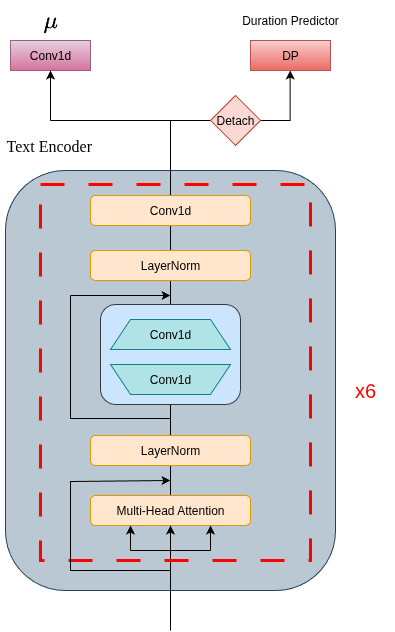 μ
Duration Predictor
Conv1d
DP
Detach
Text Encoder
Conv1d
LayerNorm
Conv1d
Conv1d
x6
LayerNorm
Multi-Head Attention